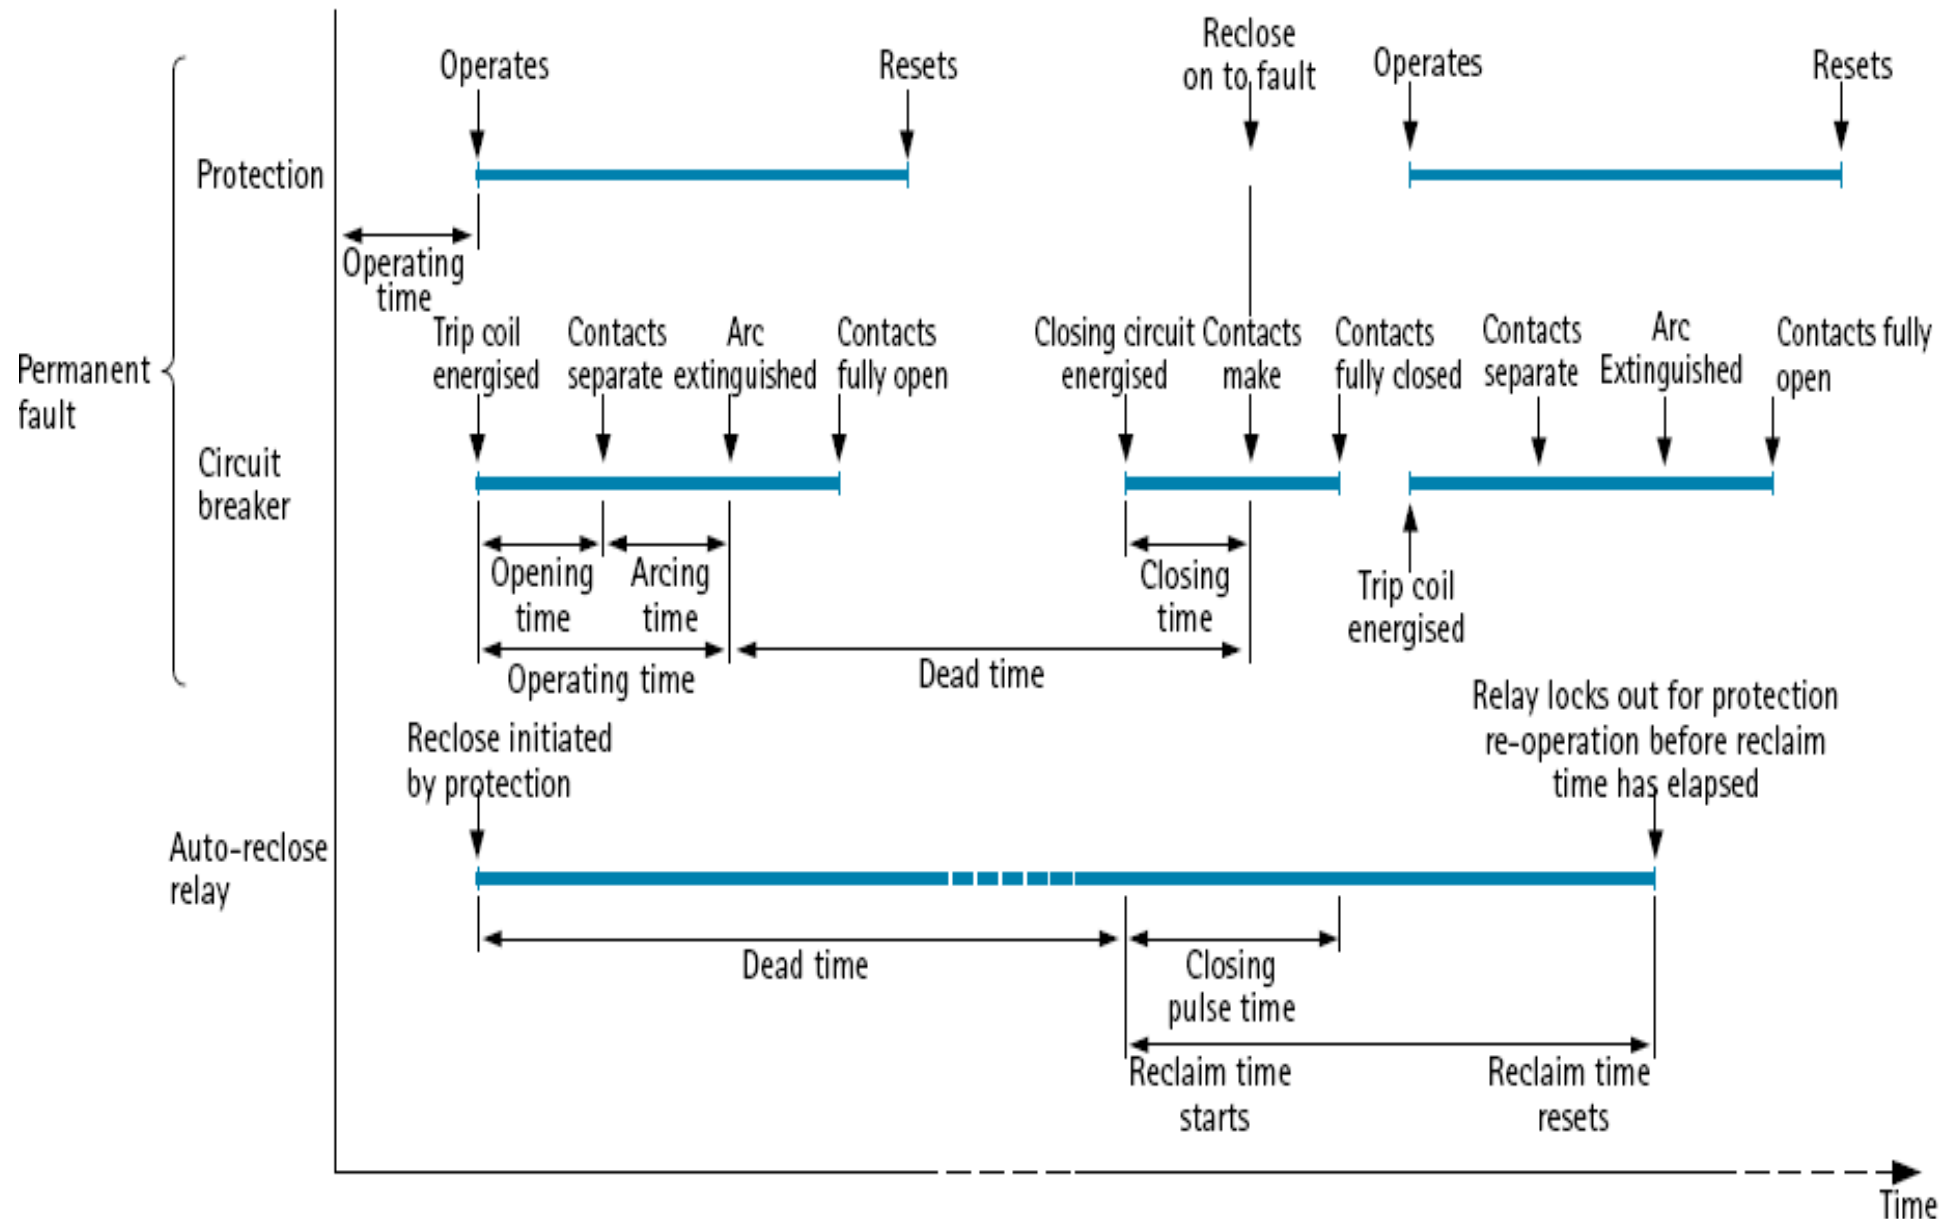 Operates
Resets
Reclose
on to fault
Operates
Resets
Protection
Operating
time
Permanent
fault
Trip coil
energised
Contacts
separate
Arc
extinguished
Contacts
fully open
Closing circuit
energised
Contacts
make
Contacts
fully closed
Contacts
separate
Arc
Extinguished
Contacts fully
open
Circuit
breaker
Opening
time
Arcing
time
Closing
time
Trip coil
energised
Operating time
Dead time
Reclose initiated
by protection
Relay locks out for protection
re-operation before reclaim
time has elapsed
Auto-reclose
relay
Dead time
Closing
pulse time
Reclaim time
starts
Reclaim time
resets
Time